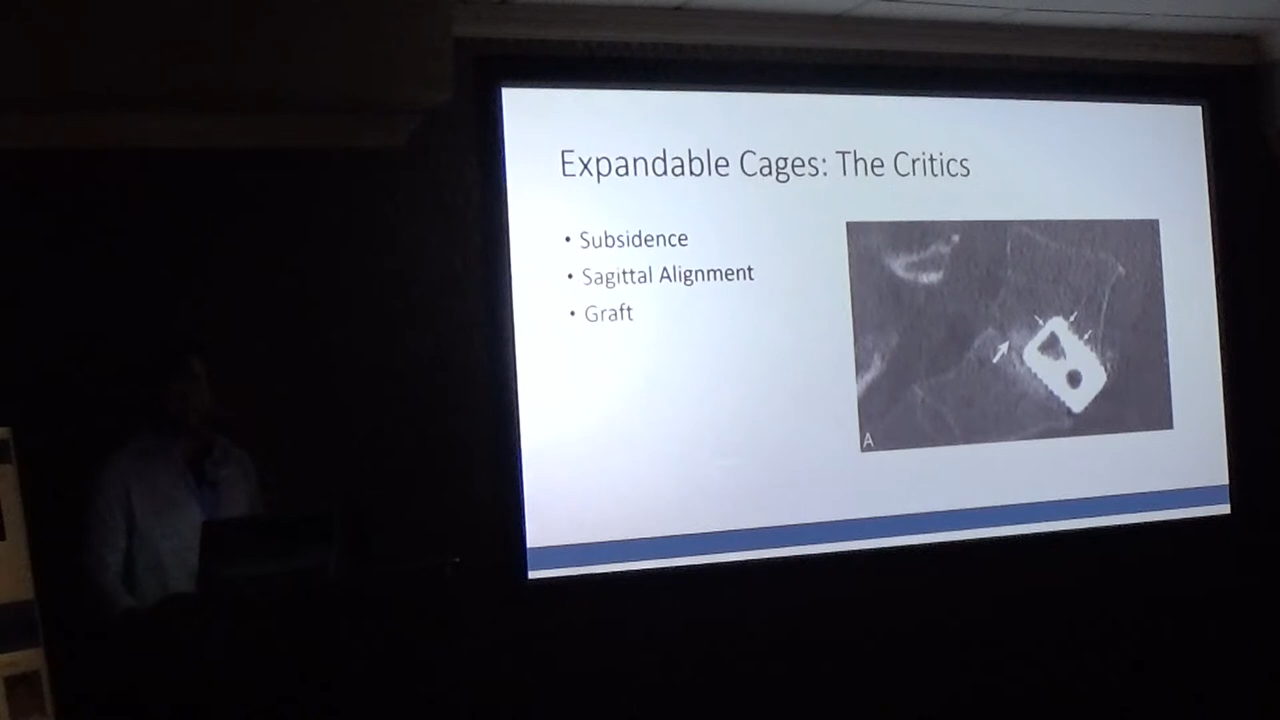 Expandable Cages: The Critics
• Subsidence
• Sagittal Alignment
• Graft
A